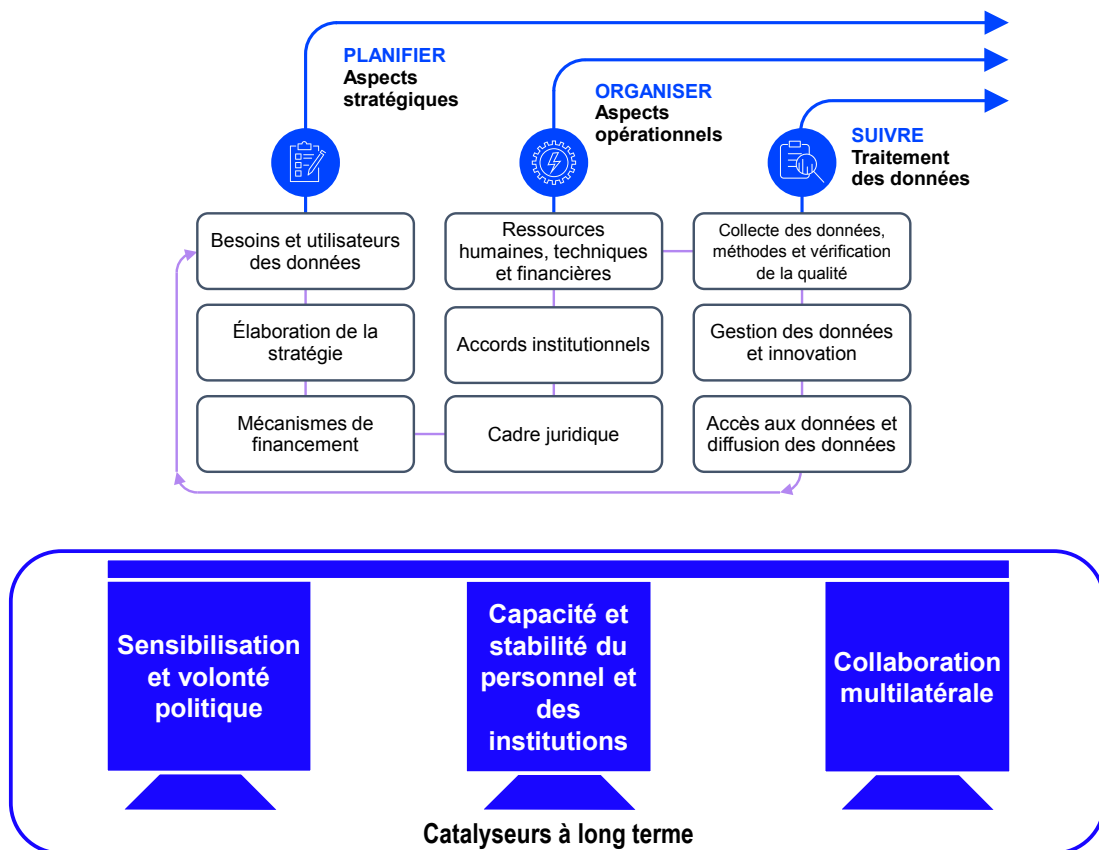 PLANIFIER
Aspects
stratégiques
ORGANISER
Aspects
opérationnels
SUIVRE
Traitement
des données
Besoins et utilisateurs
des données
Élaboration de la
stratégie
Mécanismes de
financement
Ressources
humaines, techniques
et financières
Accords institutionnels
Cadre juridique
Collecte des données,
méthodes et vérification
de la qualité
Gestion des données
et innovation
Accès aux données et
diffusion des données
Sensibilisation
et volonté
politique
Capacité et
stabilité du
personnel et
des
institutions
Collaboration
multilatérale
Catalyseurs à long terme